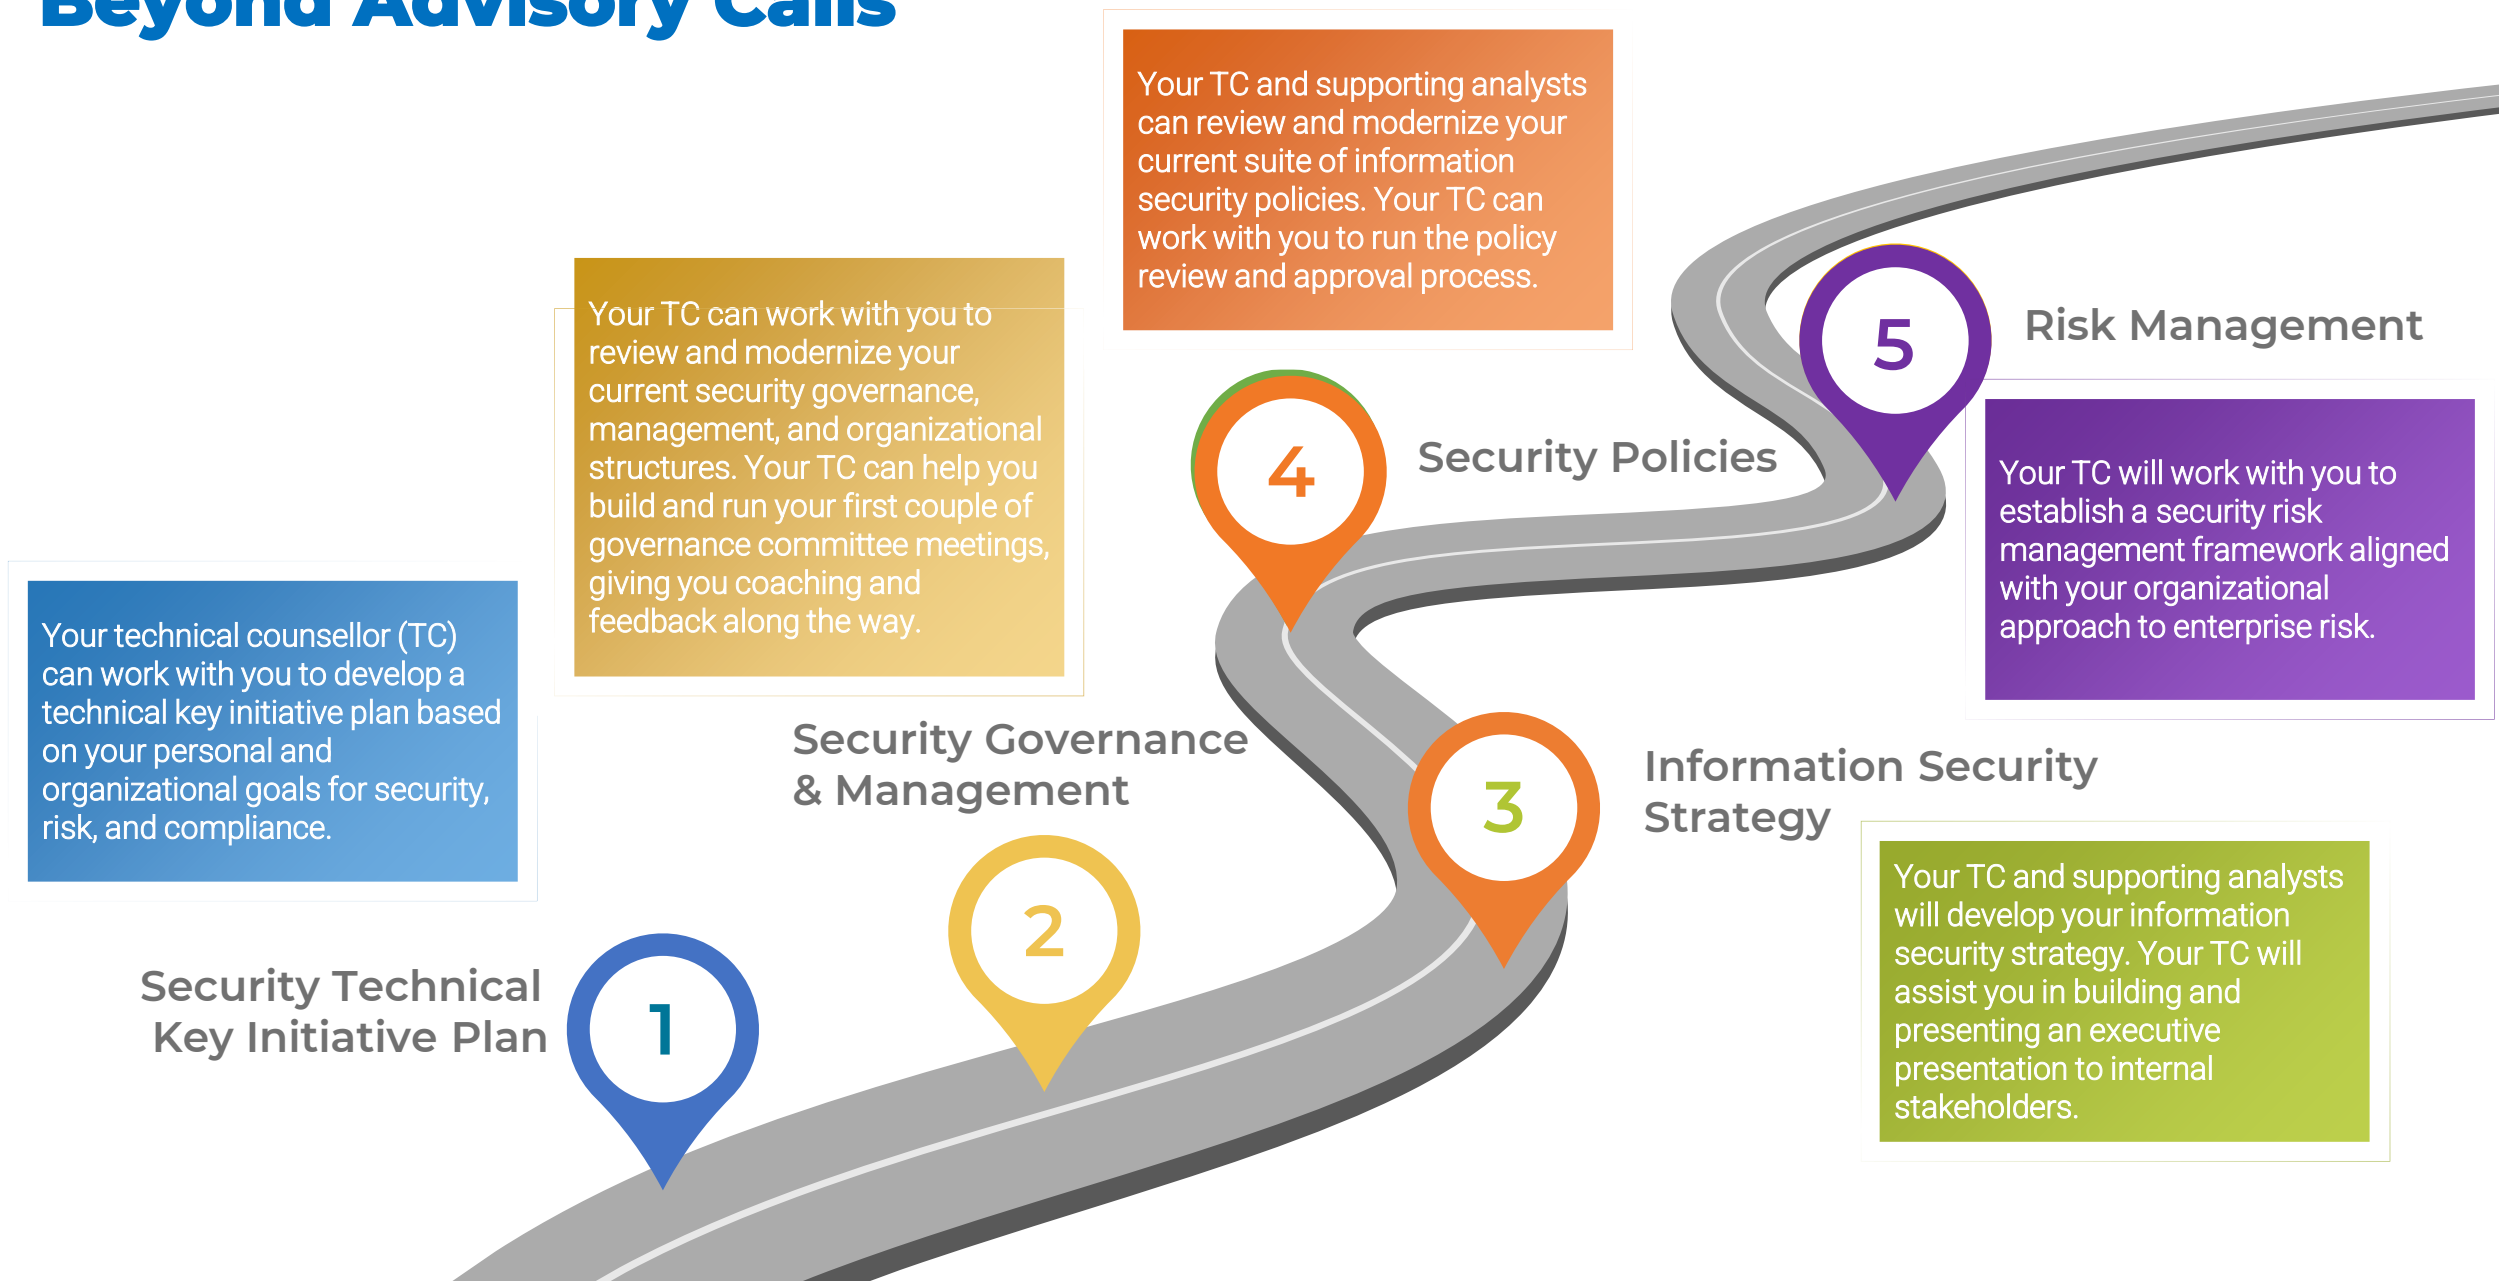 Beyond Advisory Calls
Your technical counsellor (TC)
can work with you to develop a
technical key initiative plan based
on your personal and
organizational goals for security,
risk, and compliance.
Security Technical
Key Initiative Plan
1
Your TC can work with you to
review and modernize your
current security governance,
management, and organizational
structures. Your TC can help you
build and run your first couple of
governance committee meetings,
giving you coaching and
feedback along the way.
Security Governance
& Management
2
3
Information Security
Strategy
Your TC and supporting analysts
will develop your information
security strategy. Your TC will
assist you in building and
presenting an executive
presentation to internal
stakeholders.
Your TC and supporting analysts
can review and modernize your
current suite of information
security policies. Your TC can
work with you to run the policy
review and approval process.
4
Security Policies
5
Risk Management
Your TC will work with you to
establish a security risk
management framework aligned
with your organizational
approach to enterprise risk.